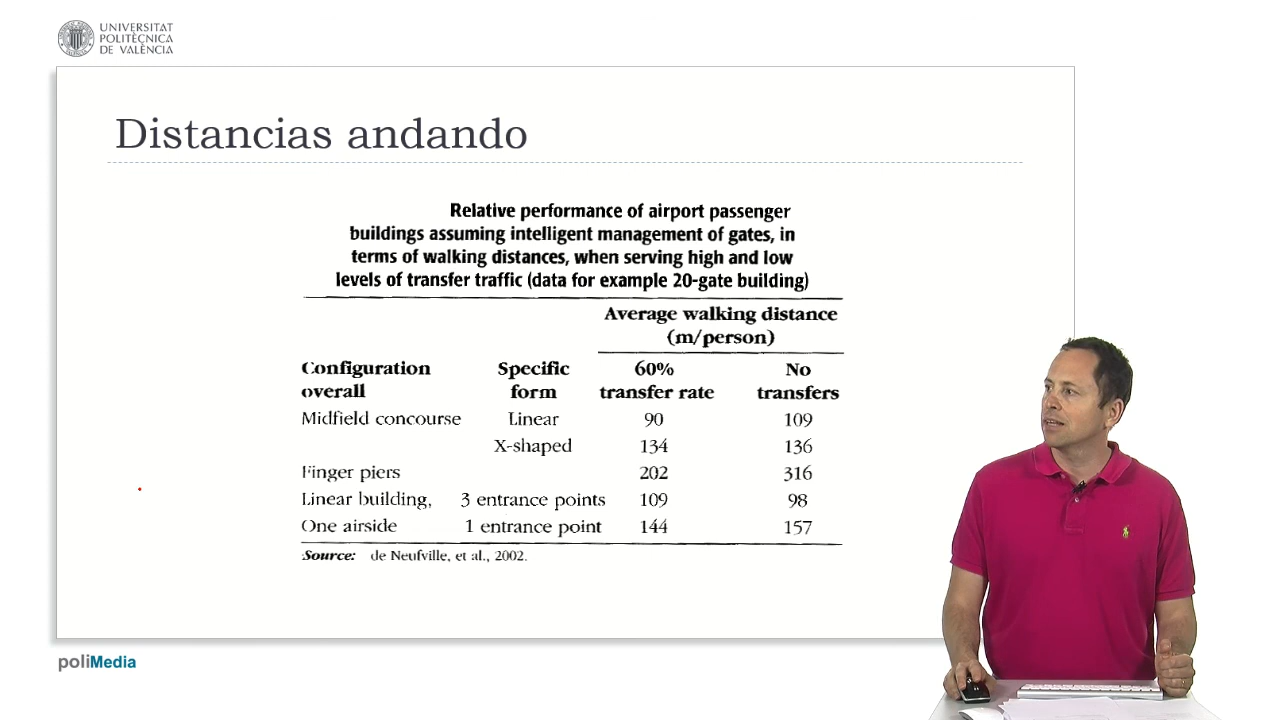 UNIVERSITAT
POLITÈCNICA
DE VALÈNCIA
Distancias andando
Relative performance of airport passenger
buildings assuming intelligent management of gates, in
terms of walking distances, when serving high and low
levels of transfer traffic (data for example 20-gate building)
Average walking distance
(m/person)
Configuration Specific 60% No
overall form transfer rate transfers
Midfield concourse Linear 90 109
X-shaped 134 136
Finger piers 202 316
Linear building, 3 entrance points 109 98
One airside 1 entrance point 144 157
Source: de Neufville, et al., 2002.
poliMedia